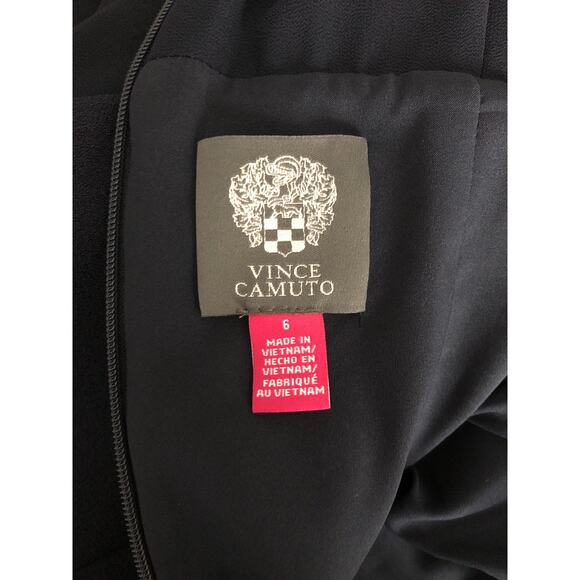 VINCE
CAMUTO
6
MADE IN
VIETNAM/
HECHO EN
VIETNAM/
FABRIQUÉ
AU VIETNAM